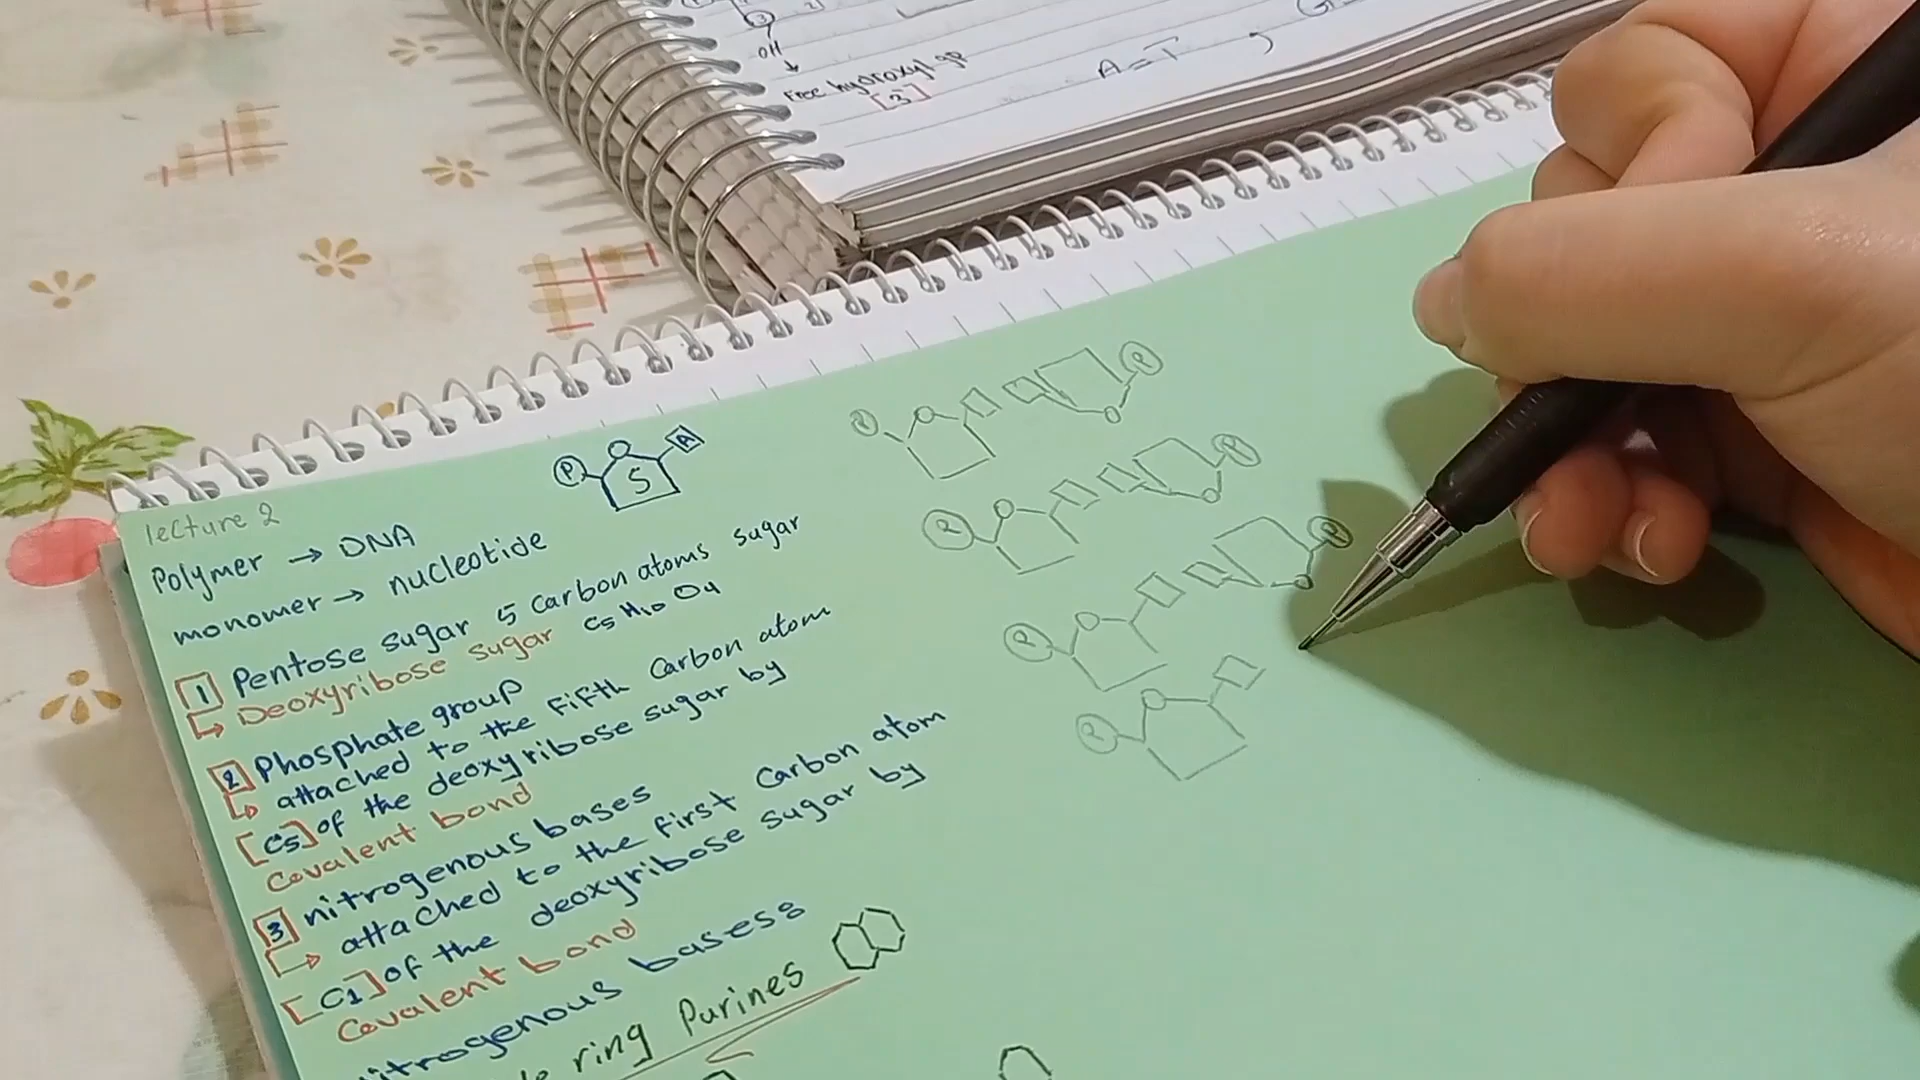 OH
Free hydroxyl gp
[3]
A = T ,
lecture 2
P S A
Polymer → DNA
monomer → nucleotide
1 Pentose sugar 5 Carbon atoms sugar
Deoxyribose sugar C5 H10 O4
2 Phosphate group
attached to the Fifth Carbon atom
[C5] of the deoxyribose sugar by
Covalent bond
3 nitrogenous bases
attached to the first Carbon atom
[C1] of the deoxyribose sugar by
Covalent bond
nitrogenous bases:
ring Purines
P P
P P
P P
P